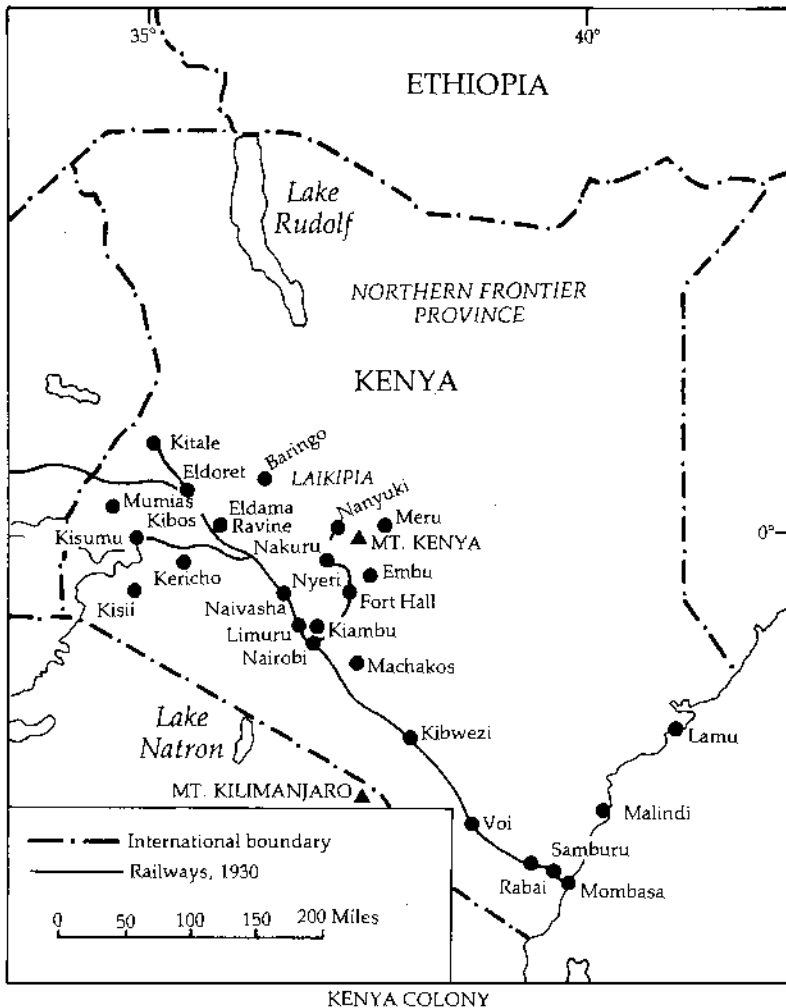 35°
40°
ETHIOPIA
Lake
Rudolf
NORTHERN FRONTIER
PROVINCE
KENYA
Kitale
Baringo
Eldoret
LAIKIPIA
Mumias
Eldama
Ravine
Nanyuki
Meru
Kibos
Kisumu
MT. KENYA
0°
Nakuru
Kericho
Nyeri
Embu
Kisii
Naivasha
Fort Hall
Limuru
Kiambu
Nairobi
Machakos
Lake
Natron
Kibwezi
Lamu
MT. KILIMANJARO
Malindi
Voi
Samburu
Rabai
Mombasa
International boundary
Railways, 1930
0 50 100 150 200 Miles
KENYA COLONY